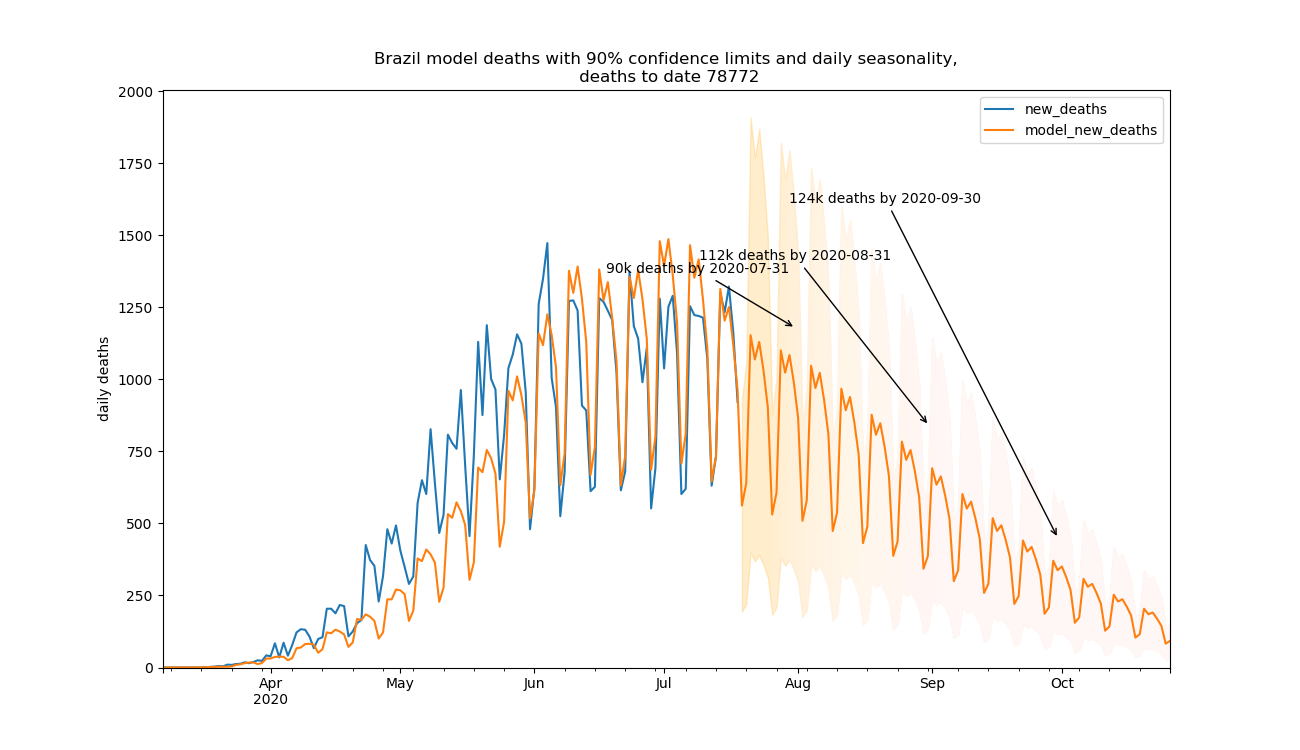 Brazil model deaths with 90% confidence limits and daily seasonality,
deaths to date 78772
new_deaths
model_new_deaths
daily deaths
2000
1750
1500
1250
1000
750
500
250
0
124k deaths by 2020-09-30
112k deaths by 2020-08-31
90k deaths by 2020-07-31
Apr
2020
May
Jun
Jul
Aug
Sep
Oct